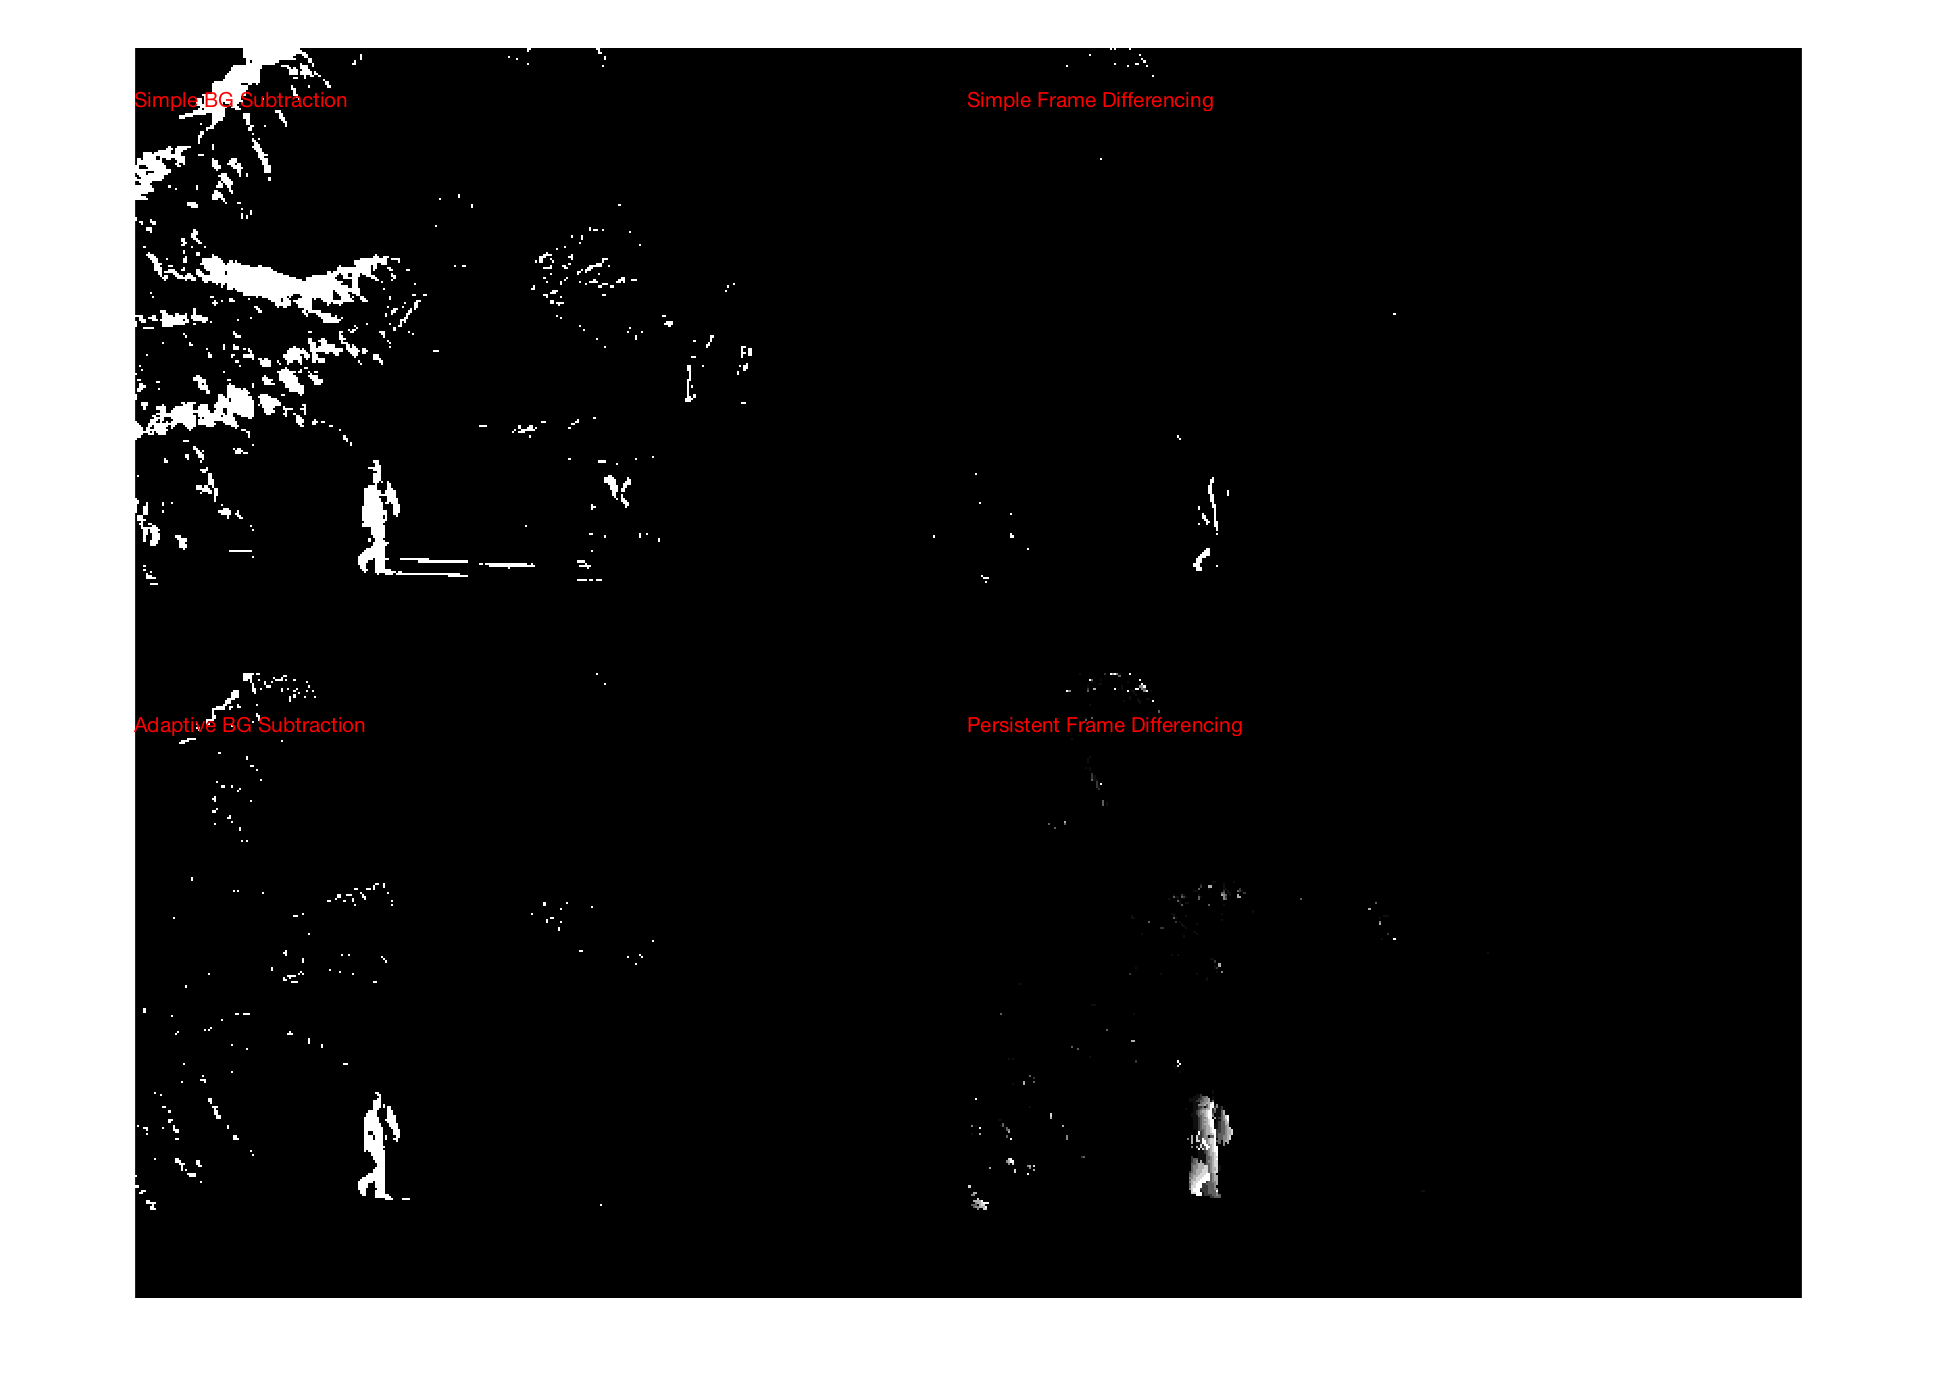 Simple BG Subtraction
Simple Frame Differencing
Adaptive BG Subtraction
Persistent Frame Differencing